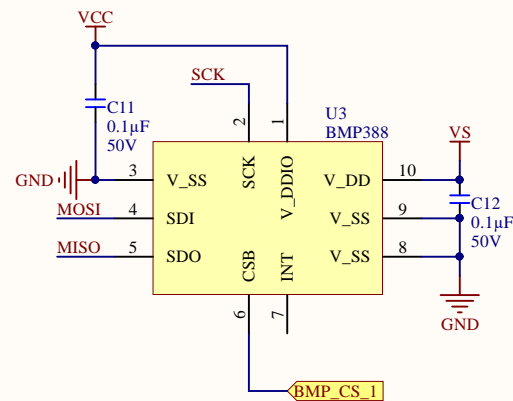 VCC
SCK
C11
0.1µF
50V
2
1
U3
BMP388
VS
GND
3
V_SS
SCK
V_DDIO
V_DD
10
MOSI
4
SDI
V_SS
9
C12
0.1µF
50V
MISO
5
SDO
CSB
INT
V_SS
8
6
7
GND
BMP_CS_1